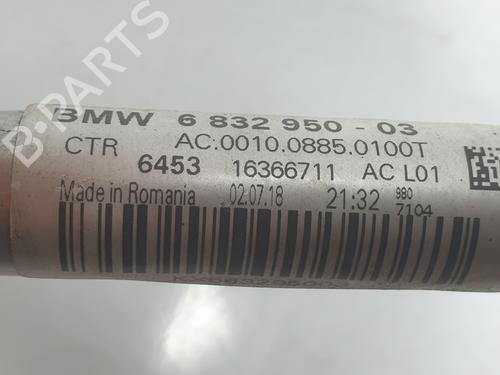 B-PARTS
BMW 6 832 950 - 03
CTR AC.0010.0885.0100T
6453 16366711 AC L01
Made in Romania 02.07.18 21:32 980
7104